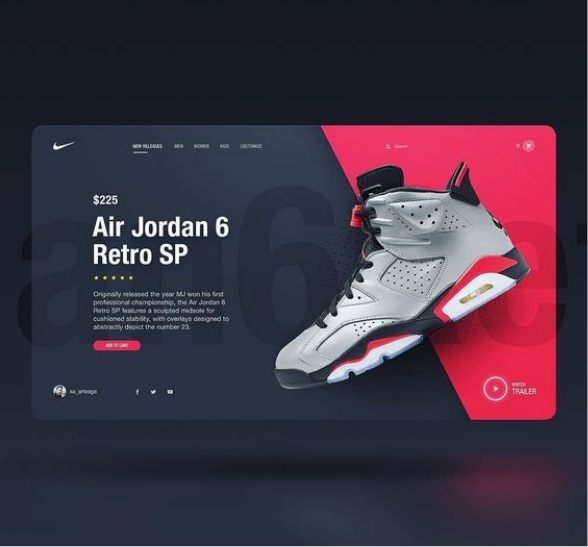 NEW RELEASES MEN WOMEN KIDS CUSTOMIZE
Search
0
$225
Air Jordan 6
Retro SP
Originally released the year MJ won his first
professional championship, the Air Jordan 6
Retro SP features a sculpted midsole for
cushioned stability, with overlays designed to
abstractly depict the number 23.
ADD TO CART
WATCH
TRAILER